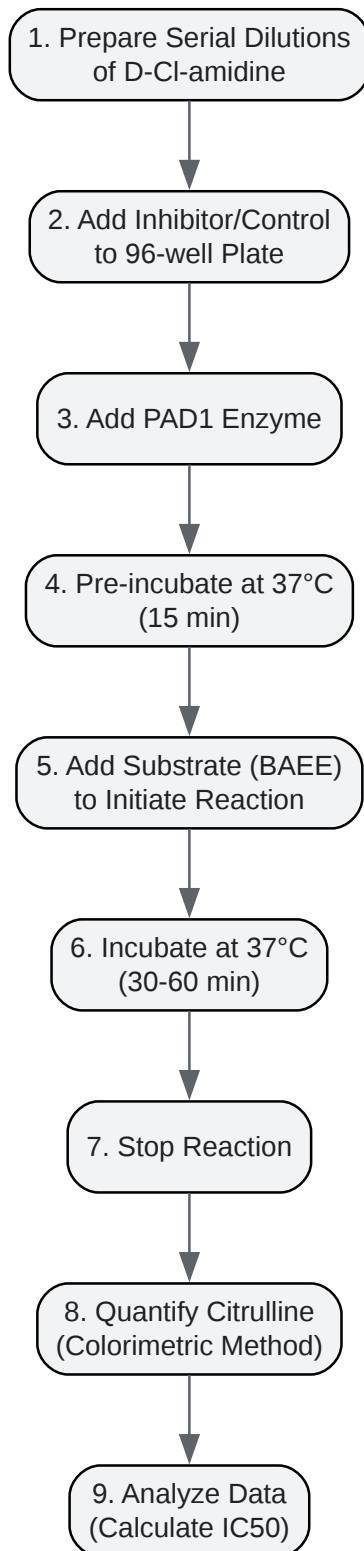 1. Prepare Serial Dilutions
of D-Cl-amidine
2. Add Inhibitor/Control
to 96-well Plate
3. Add PAD1 Enzyme
4. Pre-incubate at 37°C
(15 min)
5. Add Substrate (BAEE)
to Initiate Reaction
6. Incubate at 37°C
(30-60 min)
7. Stop Reaction
8. Quantify Citrulline
(Colorimetric Method)
9. Analyze Data
(Calculate IC50)